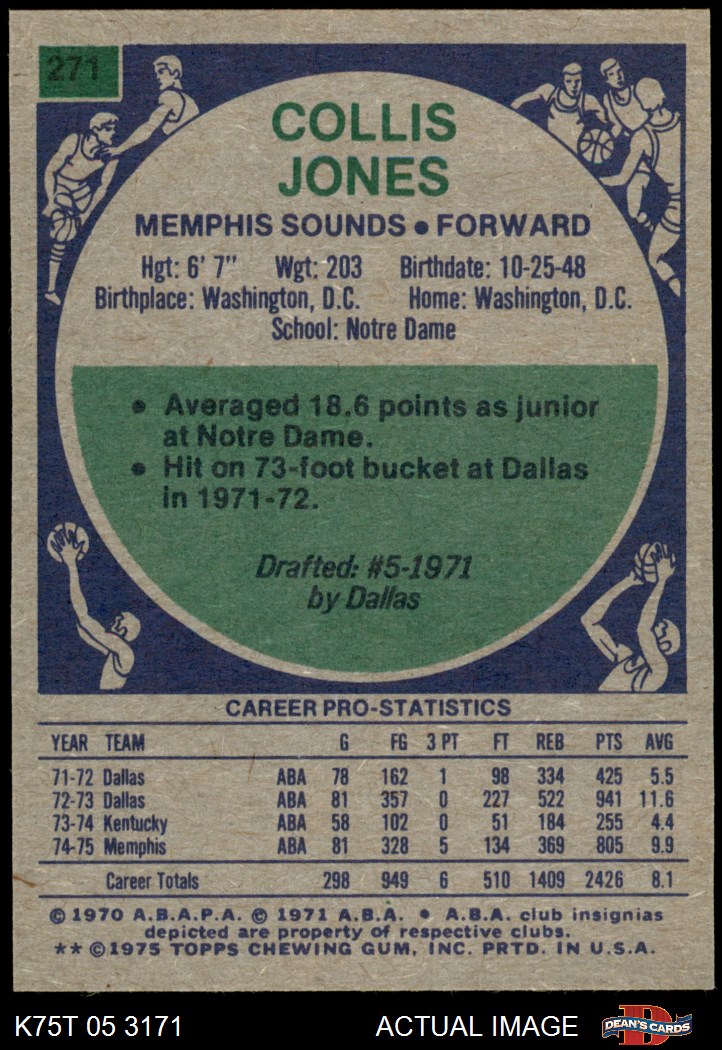 271
COLLIS
JONES
MEMPHIS SOUNDS • FORWARD
Hgt: 6' 7" Wgt: 203 Birthdate: 10-25-48
Birthplace: Washington, D.C. Home: Washington, D.C.
School: Notre Dame
• Averaged 18.6 points as junior
at Notre Dame.
• Hit on 73-foot bucket at Dallas
in 1971-72.
Drafted: #5-1971
by Dallas
CAREER PRO-STATISTICS
YEAR TEAM G FG 3 PT FT REB PTS AVG
71-72 Dallas ABA 78 162 1 98 334 425 5.5
72-73 Dallas ABA 81 357 0 227 522 941 11.6
73-74 Kentucky ABA 58 102 0 51 184 255 4.4
74-75 Memphis ABA 81 328 5 134 369 805 9.9
Career Totals 298 949 6 510 1409 2426 8.1
© 1970 A.B.A.P.A. © 1971 A.B.A. • A.B.A. club insignias
depicted are property of respective clubs.
** © 1975 TOPPS CHEWING GUM, INC. PRTD. IN U.S.A.
K75T 05 3171 ACTUAL IMAGE D DEAN'S CARDS